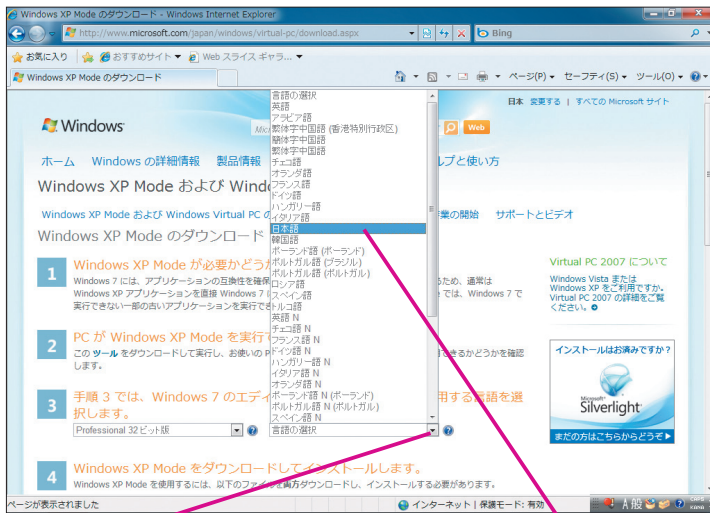 Windows XP Mode のダウンロード - Windows Internet Explorer
http://www.microsoft.com/japan/windows/virtual-pc/download.aspx
Bing
お気に入り
おすすめサイト ▼
Web スライス ギャラ... ▼
Windows XP Mode のダウンロード
ページ(P) ▼ セーフティ(S) ▼ ツール(O) ▼
日本 変更する | すべての Microsoft サイト
Windows
Web
ホーム Windows の詳細情報 製品情報
ルプと使い方
Windows XP Mode および Wind
Windows XP Mode および Windows Virtual PC の
業の開始 サポートとビデオ
Windows XP Mode のダウンロード
言語の選択
英語
アラビア語
繁体字中国語 (香港特別行政区)
簡体字中国語
繁体字中国語
チェコ語
オランダ語
フランス語
ドイツ語
ハンガリー語
イタリア語
日本語
韓国語
ポーランド語 (ポーランド)
ポルトガル語 (ブラジル)
ポルトガル語 (ポルトガル)
ロシア語
スペイン語
トルコ語
英語 N
チェコ語 N
フランス語 N
ドイツ語 N
ハンガリー語 N
イタリア語 N
オランダ語 N
ポーランド語 N (ポーランド)
ポルトガル語 N (ポルトガル)
スペイン語 N
1
Windows XP Mode が必要かどうか
Windows 7 には、アプリケーションの互換性を確保
るため、通常は
Windows XP アプリケーションを直接 Windows 7
では、Windows 7 で
実行できない一部の古いアプリケーションを実行でき
2
PC が Windows XP Mode を実行で
この ツール をダウンロードして実行し、お使いの P
できるかどうかを確認
します。
3
手順 3 では、Windows 7 のエディ
用する言語を選
択します。
Professional 32 ビット版
言語の選択
4
Windows XP Mode をダウンロードしてインストールします。
Windows XP Mode を使用するには、以下のファイルを両方ダウンロードし、インストールする必要があります。
Virtual PC 2007 について
Windows Vista または
Windows XP をご利用ですか。
Virtual PC 2007 の詳細をご覧
ください。
インストールはお済みですか?
Microsoft
Silverlight
まだの方はこちらからどうぞ▶
ページが表示されました
インターネット | 保護モード: 有効
A 般
CAPS
KANA